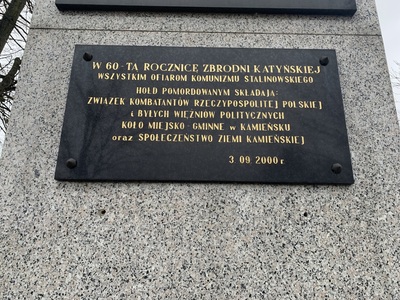 W 60-TĄ ROCZNICĘ ZBRODNI KATYŃSKIEJ
WSZYSTKIM OFIAROM KOMUNIZMU STALINOWSKIEGO
HOŁD POMORDOWANYM SKŁADAJĄ:
ZWIĄZEK KOMBATANTÓW RZECZYPOSPOLITEJ POLSKIEJ
i BYŁYCH WIĘŹNIÓW POLITYCZNYCH
KOŁO MIEJSKO-GMINNE w KAMIEŃSKU
oraz SPOŁECZEŃSTWO ZIEMI KAMIEŃSKIEJ
3 09 2000 r